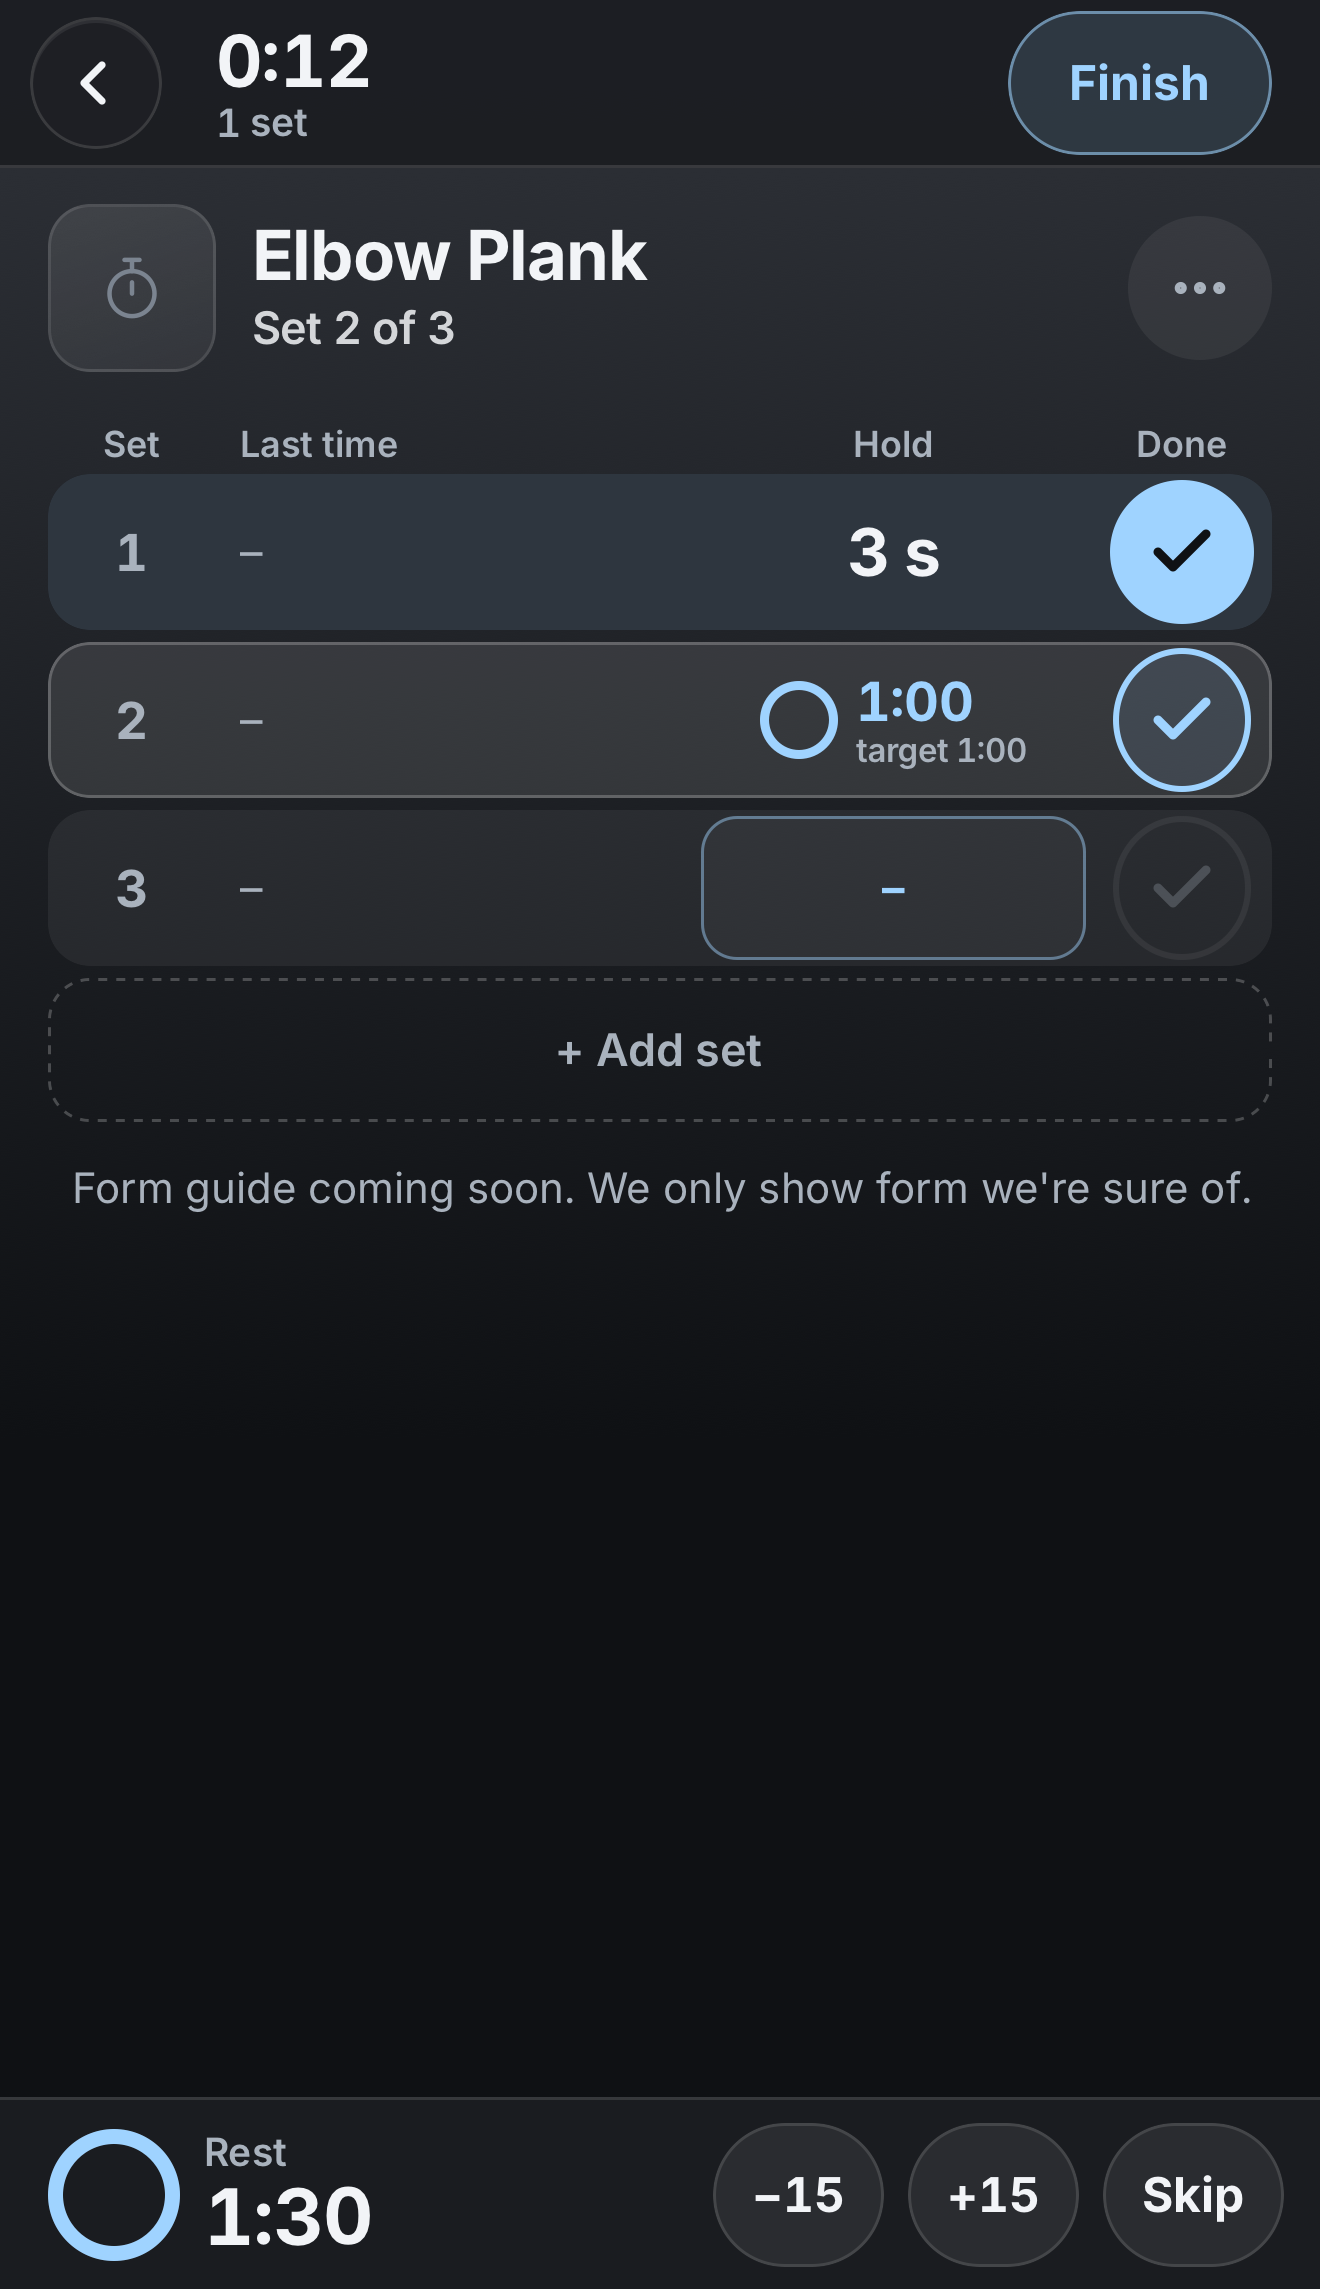 0:12
1 set
Finish
Elbow Plank
Set 2 of 3
Set Last time Hold Done
1 – 3 s
2 – 1:00
target 1:00
3 – –
+ Add set
Form guide coming soon. We only show form we're sure of.
Rest
1:30
–15 +15 Skip